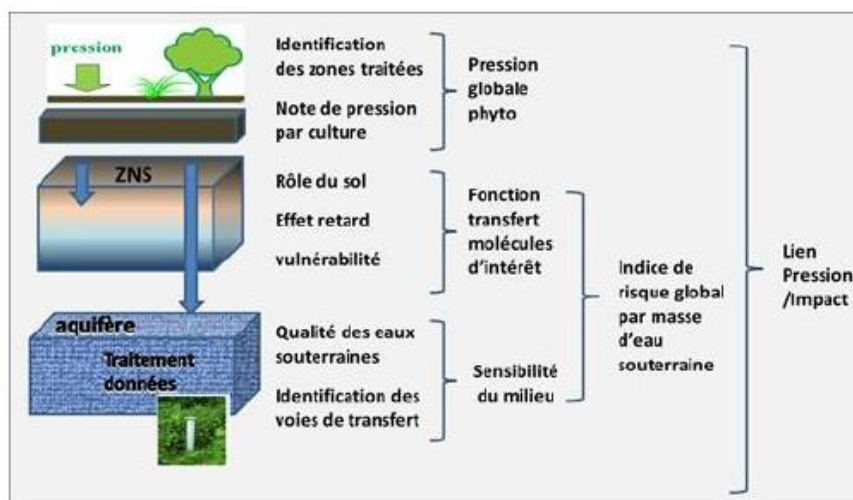 pression
Identification
des zones traitées
Note de pression
par culture
Pression
globale
phyto
ZNS
Rôle du sol
Effet retard
vulnérabilité
Fonction
transfert
molécules
d'intérêt
aquifère
Traitement
données
Qualité des eaux
souterraines
Identification des
voies de transfert
Sensibilité
du milieu
Indice de
risque global
par masse
d'eau
souterraine
Lien
Pression
/Impact